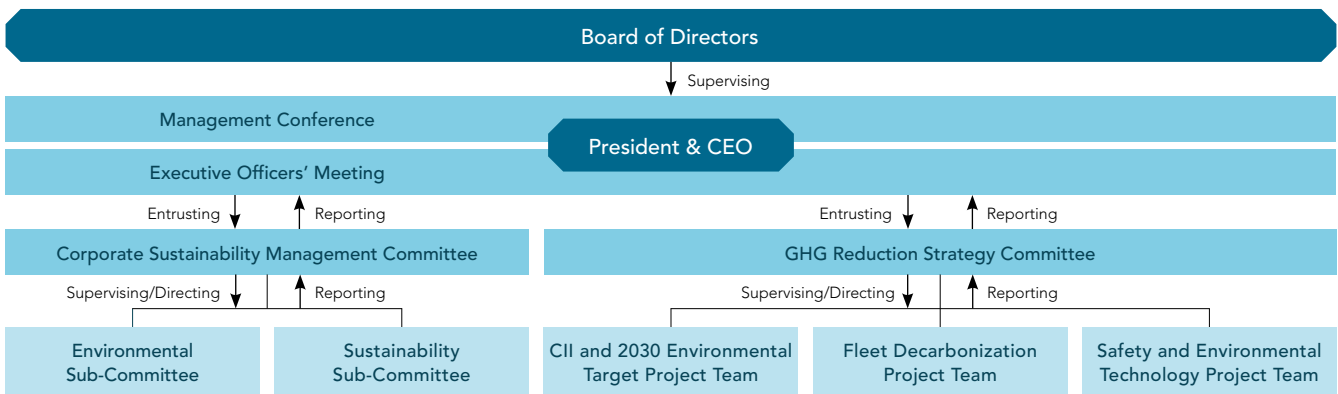 Board of Directors
Supervising
Management Conference
President & CEO
Executive Officers’ Meeting
Entrusting
Reporting
Entrusting
Reporting
Corporate Sustainability Management Committee
GHG Reduction Strategy Committee
Supervising/Directing
Reporting
Supervising/Directing
Reporting
Environmental
Sub-Committee
Sustainability
Sub-Committee
CII and 2030 Environmental
Target Project Team
Fleet Decarbonization
Project Team
Safety and Environmental
Technology Project Team